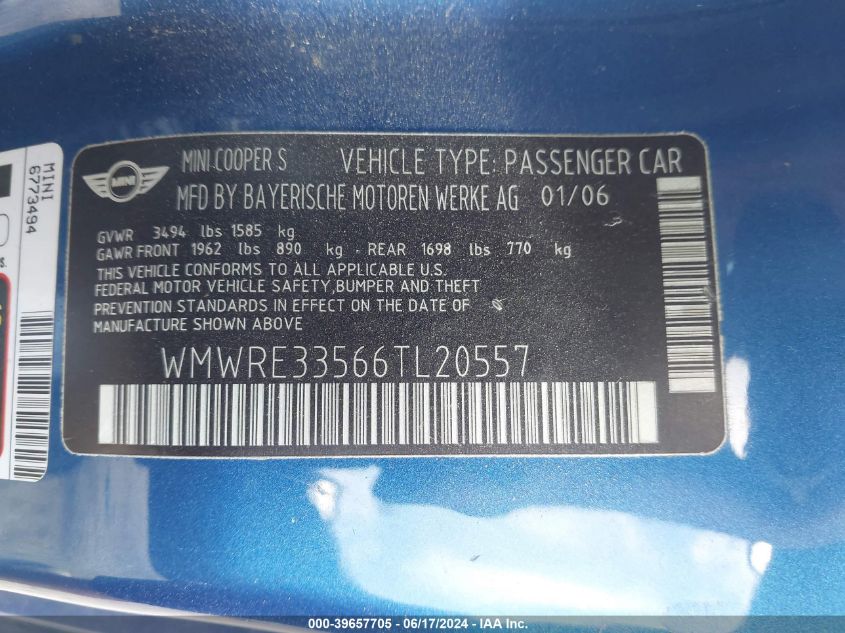 MINI COOPER S VEHICLE TYPE: PASSENGER CAR
MINI
MFD BY BAYERISCHE MOTOREN WERKE AG 01/06
GVWR 3494 lbs 1585 kg
GAWR FRONT 1962 lbs 890 kg - REAR 1698 lbs 770 kg
THIS VEHICLE CONFORMS TO ALL APPLICABLE U.S.
FEDERAL MOTOR VEHICLE SAFETY,BUMPER AND THEFT
PREVENTION STANDARDS IN EFFECT ON THE DATE OF
MANUFACTURE SHOWN ABOVE
WMWRE33566TL20557
MINI
6773494
S.
000-39657705 - 06/17/2024 - IAA Inc.